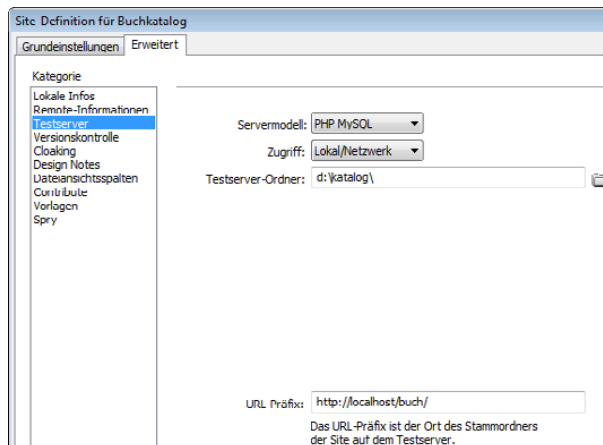 Site-Definition für Buchkatalog
Grundeinstellungen Erweitert
Kategorie
Lokale Infos
Remote-Informationen
Testserver
Versionskontrolle
Cloaking
Design Notes
Dateiansichtsspalten
Contribute
Vorlagen
Spry
Servermodell: PHP MySQL
Zugriff: Lokal/Netzwerk
Testserver-Ordner: d:\katalog\
URL Präfix: http://localhost/buch/
Das URL-Präfix ist der Ort des Stammordners
der Site auf dem Testserver.